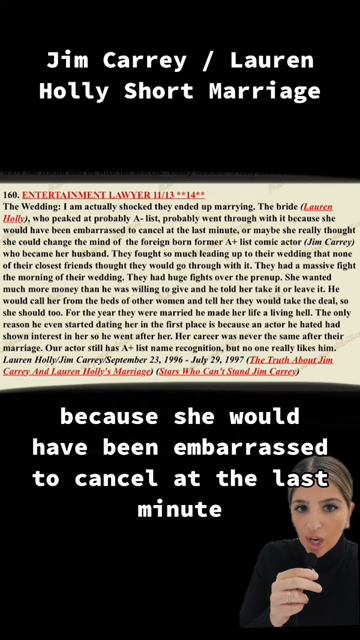 Jim Carrey / Lauren
Holly Short Marriage
160. ENTERTAINMENT LAWYER 11/13 **14**
The Wedding: I am actually shocked they ended up marrying. The bride (Lauren
Holly), who peaked at probably A- list, probably went through with it because she
would have been embarrassed to cancel at the last minute, or maybe she really thought
she could change the mind of the foreign born former A+ list comic actor (Jim Carrey)
who became her husband. They fought so much leading up to their wedding that none
of their closest friends thought they would go through with it. They had a massive fight
the morning of their wedding. They had huge fights over the prenup. She wanted
much more money than he was willing to give and he told her take it or leave it. He
would call her from the beds of other women and tell her they would take the deal, so
she should too. For the year they were married he made her life a living hell. The only
reason he even started dating her in the first place is because an actor he hated had
shown interest in her so he went after her. Her career was never the same after their
marriage. Our actor still has A+ list name recognition, but no one really likes him.
Lauren Holly/Jim Carrey/September 23, 1996 - July 29, 1997 (The Truth About Jim
Carrey And Lauren Holly's Marriage) (Stars Who Can't Stand Jim Carrey)
because she would
have been embarrassed
to cancel at the last
minute